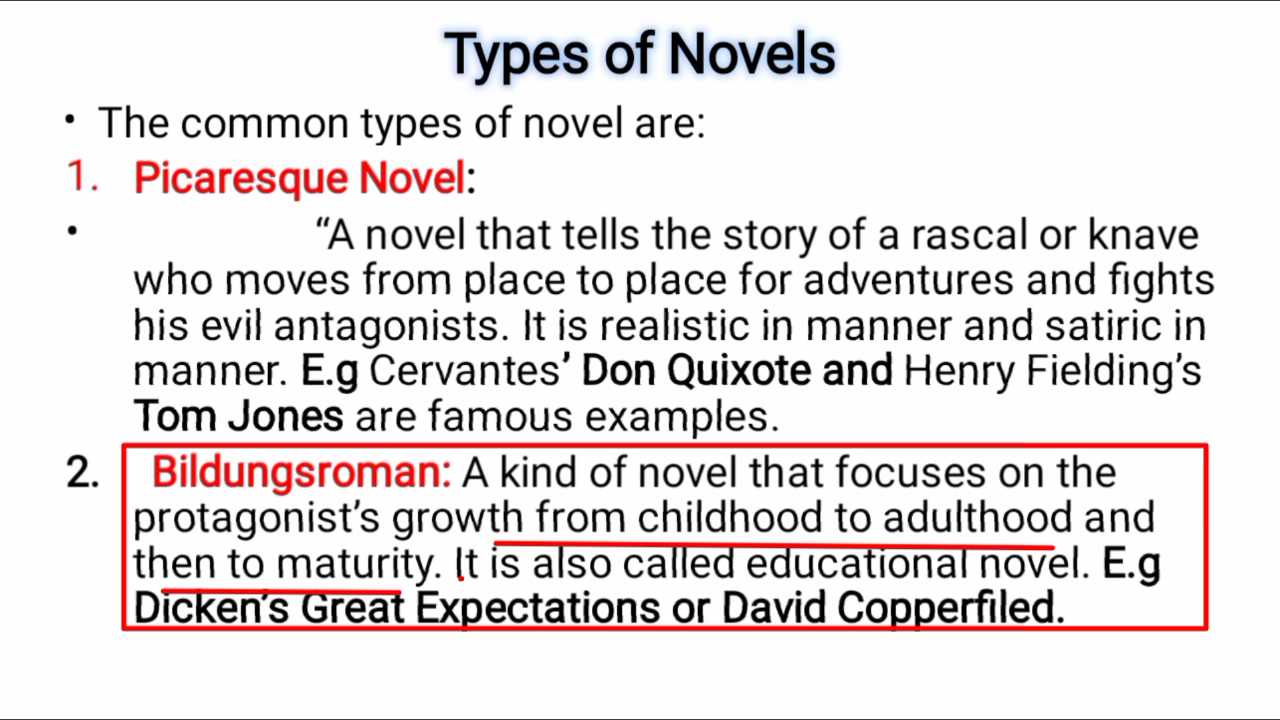 Types of Novels
• The common types of novel are:
1. Picaresque Novel:
• “A novel that tells the story of a rascal or knave
who moves from place to place for adventures and fights
his evil antagonists. It is realistic in manner and satiric in
manner. E.g Cervantes’ Don Quixote and Henry Fielding’s
Tom Jones are famous examples.
2. Bildungsroman: A kind of novel that focuses on the
protagonist’s growth from childhood to adulthood and
then to maturity. It is also called educational novel. E.g
Dicken’s Great Expectations or David Copperfiled.